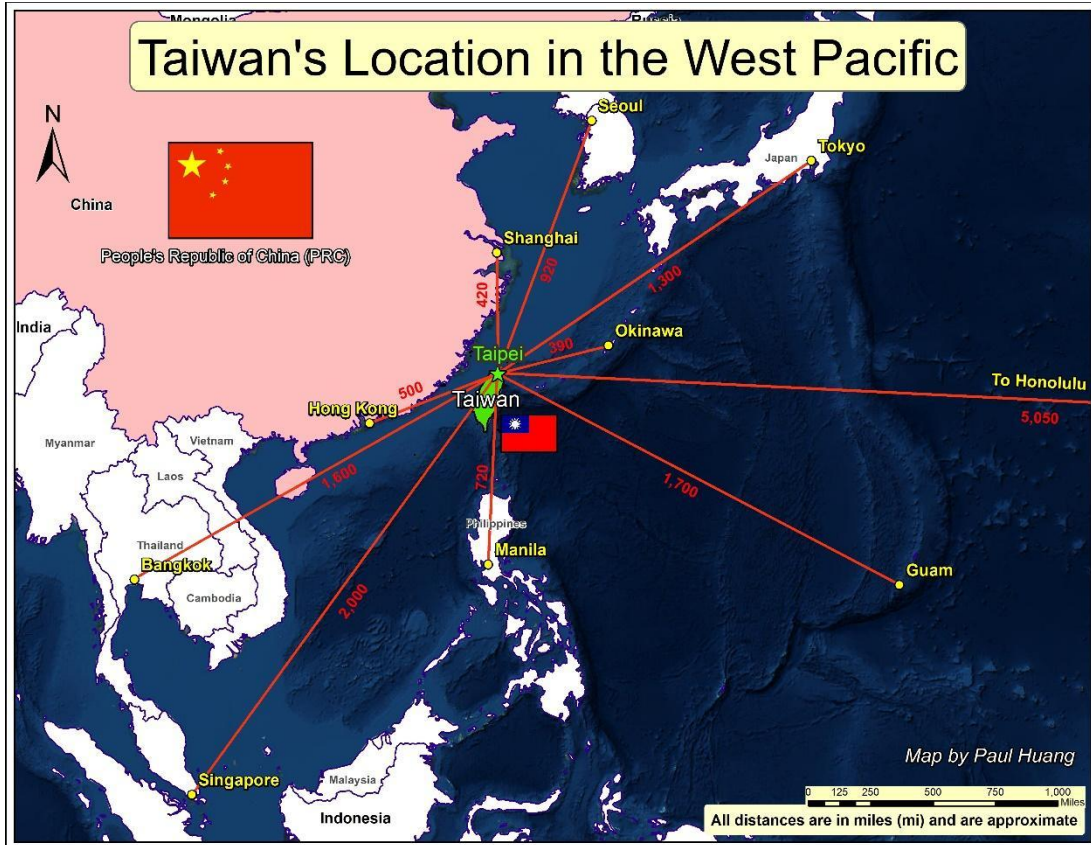 Mongolia
Russia
Taiwan's Location in the West Pacific
N
Seoul
Tokyo
Japan
China
People's Republic of China (PRC)
Shanghai
920
1,300
420
India
Okinawa
390
Taipei
500
Taiwan
To Honolulu
5,050
Hong Kong
Myanmar
Vietnam
Laos
1,600
720
1,700
Philippines
Thailand
Bangkok
Manila
Guam
Cambodia
2,000
Map by Paul Huang
Singapore
Malaysia
Indonesia
0 125 250 500 750 1,000
Miles
All distances are in miles (mi) and are approximate